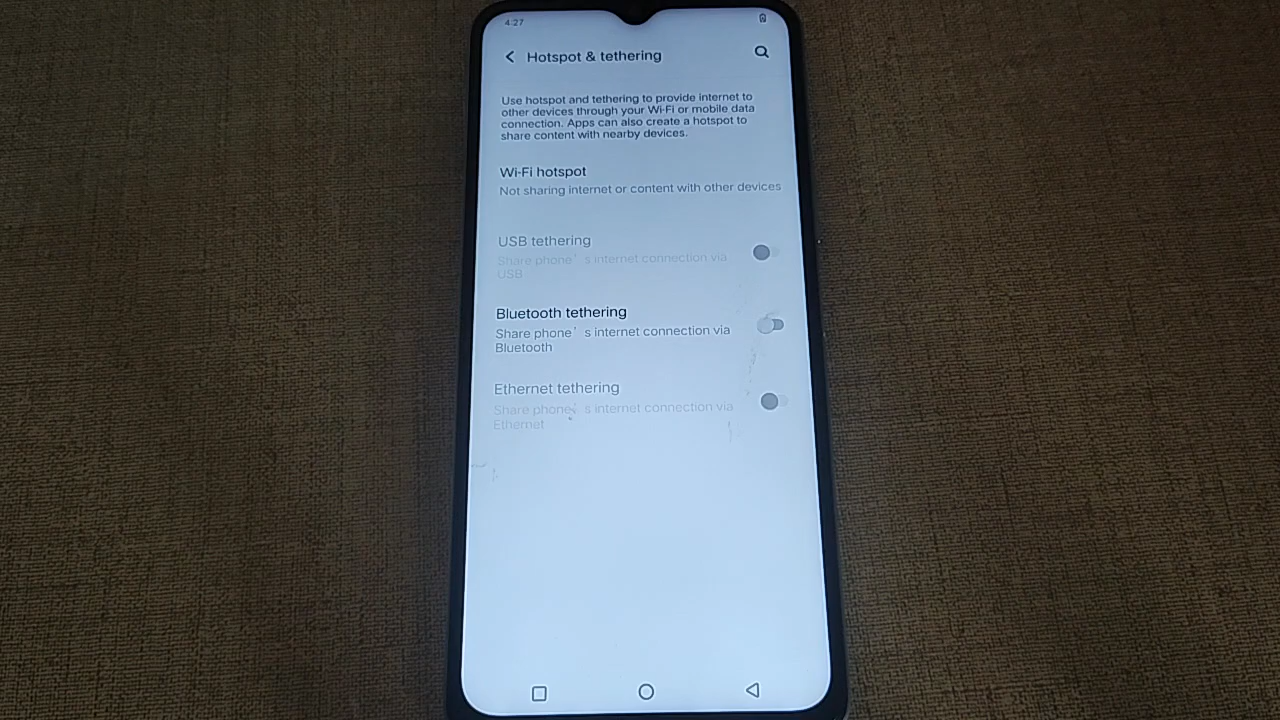 4:27
Hotspot & tethering
Use hotspot and tethering to provide internet to
other devices through your Wi-Fi or mobile data
connection. Apps can also create a hotspot to
share content with nearby devices.
Wi-Fi hotspot
Not sharing internet or content with other devices
USB tethering
Share phone's internet connection via
USB
Bluetooth tethering
Share phone's internet connection via
Bluetooth
Ethernet tethering
Share phone's internet connection via
Ethernet